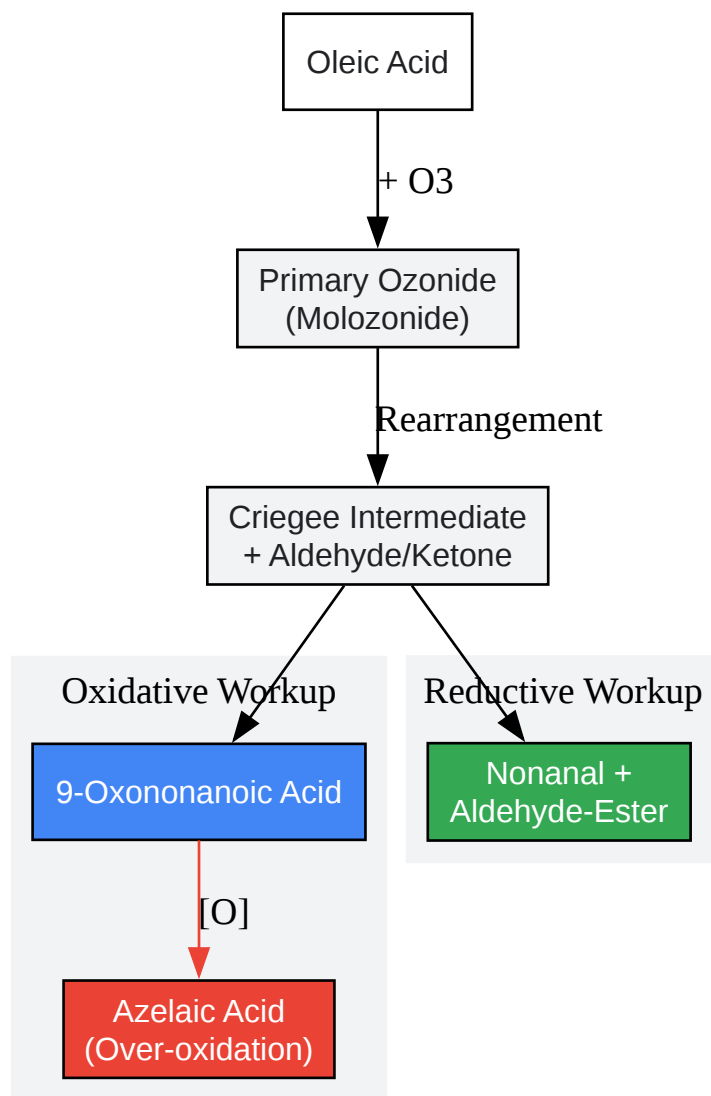 Oleic Acid
+ O3
Primary Ozonide
(Molozonide)
Rearrangement
Criegee Intermediate
+ Aldehyde/Ketone
Oxidative Workup
9-Oxononanoic Acid
[O]
Azelaic Acid
(Over-oxidation)
Reductive Workup
Nonanal +
Aldehyde-Ester